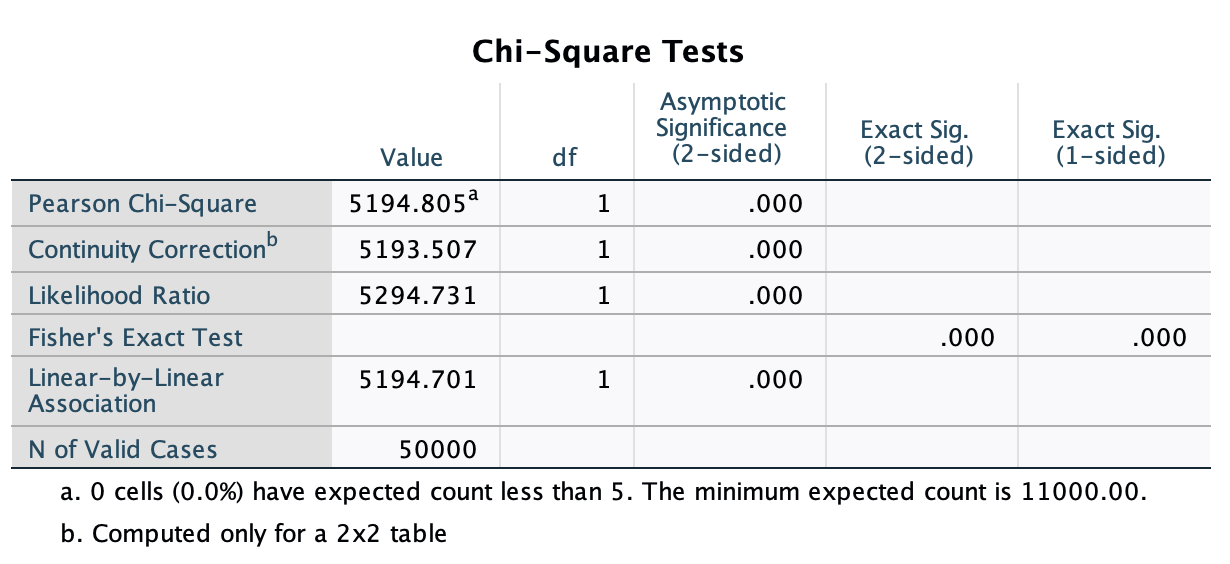 Chi-Square Tests
Value df Asymptotic Significance (2-sided) Exact Sig. (2-sided) Exact Sig. (1-sided)
Pearson Chi-Square 5194.805a 1 .000
Continuity Correctionb 5193.507 1 .000
Likelihood Ratio 5294.731 1 .000
Fisher's Exact Test .000 .000
Linear-by-Linear Association 5194.701 1 .000
N of Valid Cases 50000
a. 0 cells (0.0%) have expected count less than 5. The minimum expected count is 11000.00.
b. Computed only for a 2x2 table